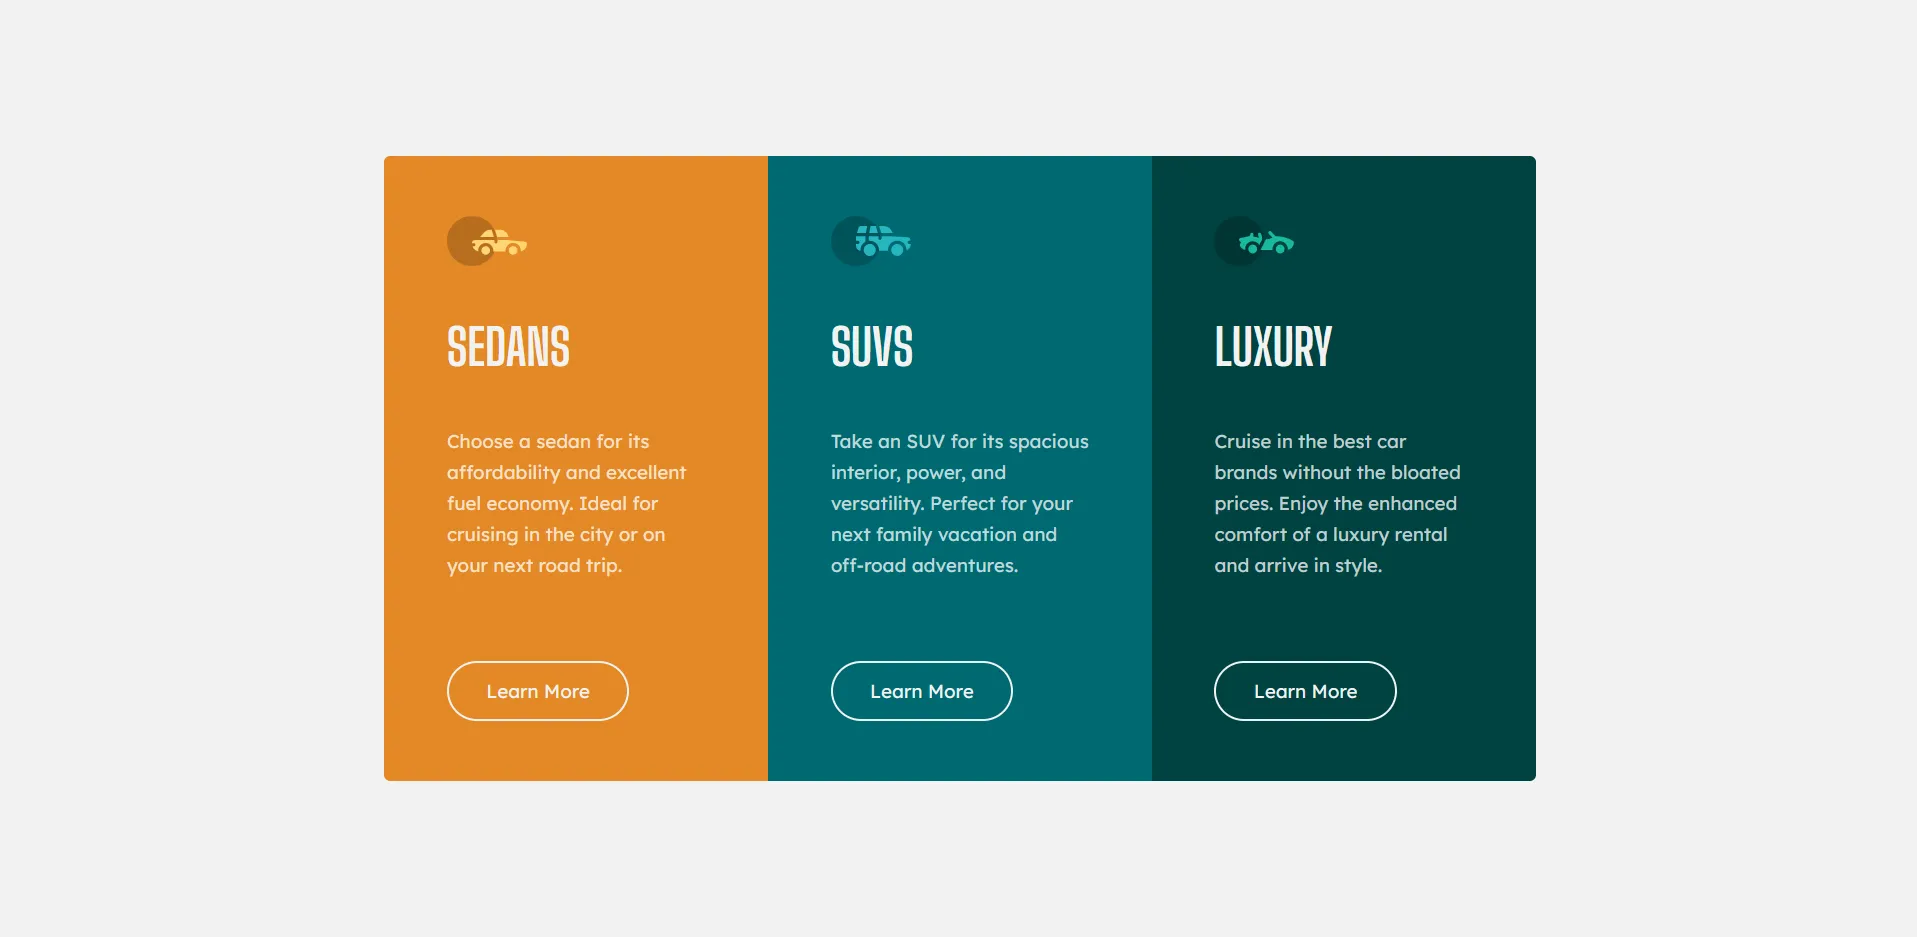 SEDANS
Choose a sedan for its
affordability and excellent
fuel economy. Ideal for
cruising in the city or on
your next road trip.
Learn More
SUVS
Take an SUV for its spacious
interior, power, and
versatility. Perfect for your
next family vacation and
off-road adventures.
Learn More
LUXURY
Cruise in the best car
brands without the bloated
prices. Enjoy the enhanced
comfort of a luxury rental
and arrive in style.
Learn More